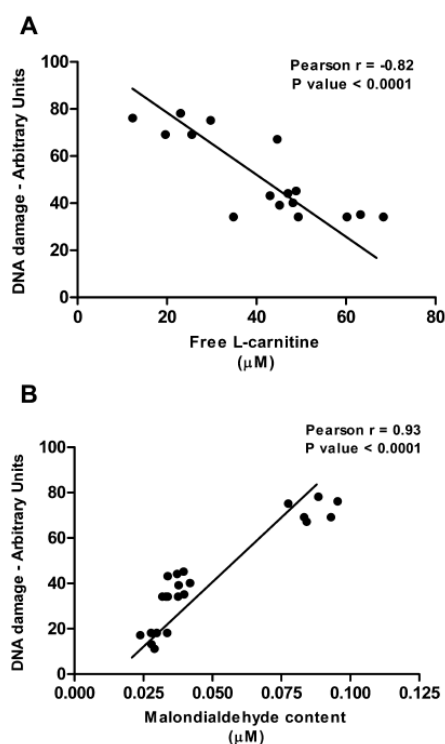 A
Pearson r = -0.82
P value < 0.0001
DNA damage - Arbitrary Units
100
80
60
40
20
0
0 20 40 60 80
Free L-carnitine
(μM)
B
Pearson r = 0.93
P value < 0.0001
DNA damage - Arbitrary Units
100
80
60
40
20
0
0.000 0.025 0.050 0.075 0.100 0.125
Malondialdehyde content
(μM)